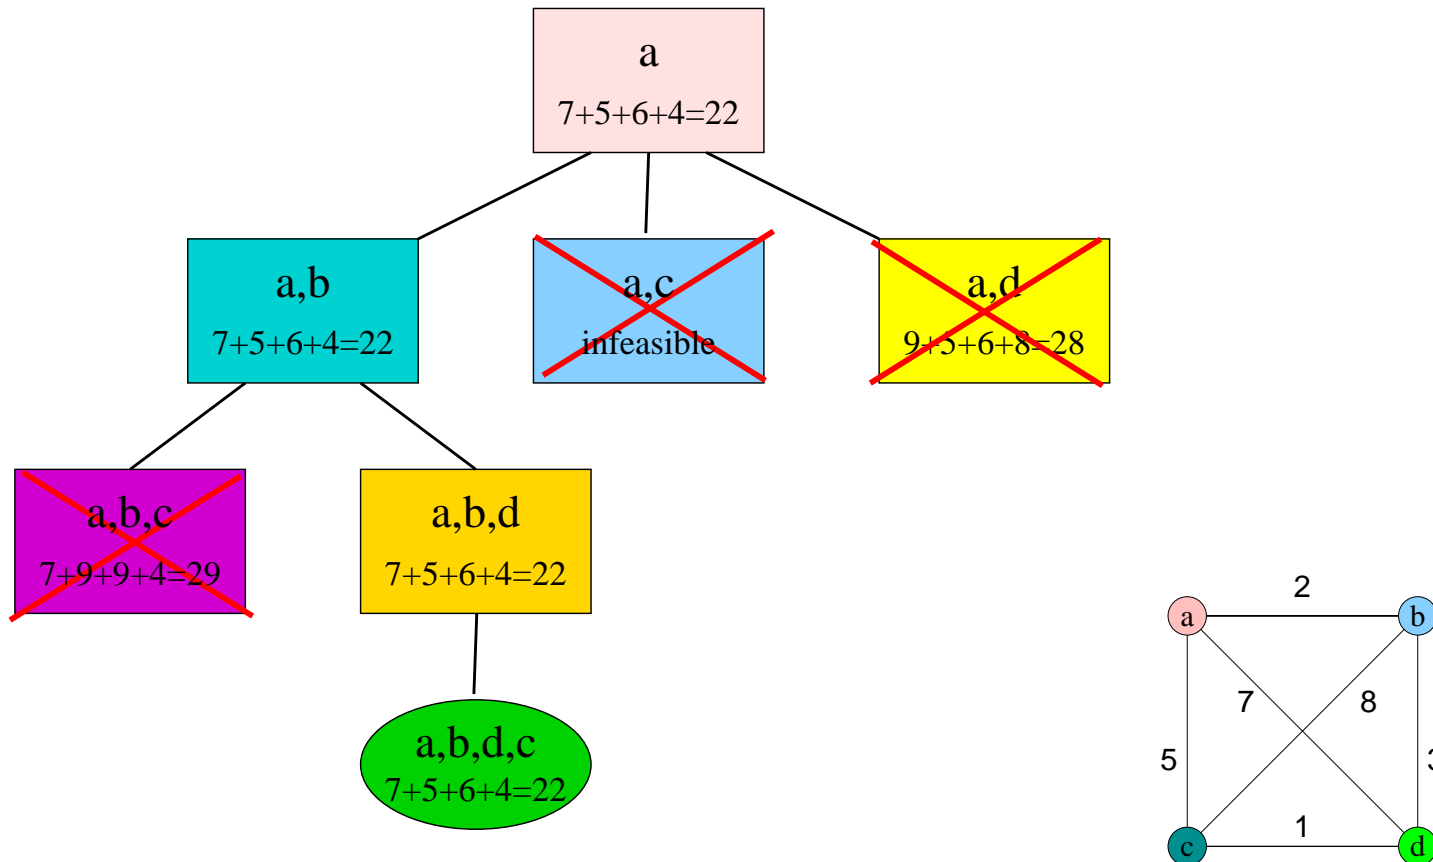 a
7+5+6+4=22
a,b
7+5+6+4=22
a,c
infeasible
a,d
9+5+6+8=28
a,b,c
7+9+9+4=29
a,b,d
7+5+6+4=22
a,b,d,c
7+5+6+4=22
2
a
b
7
8
5
3
1
c
d